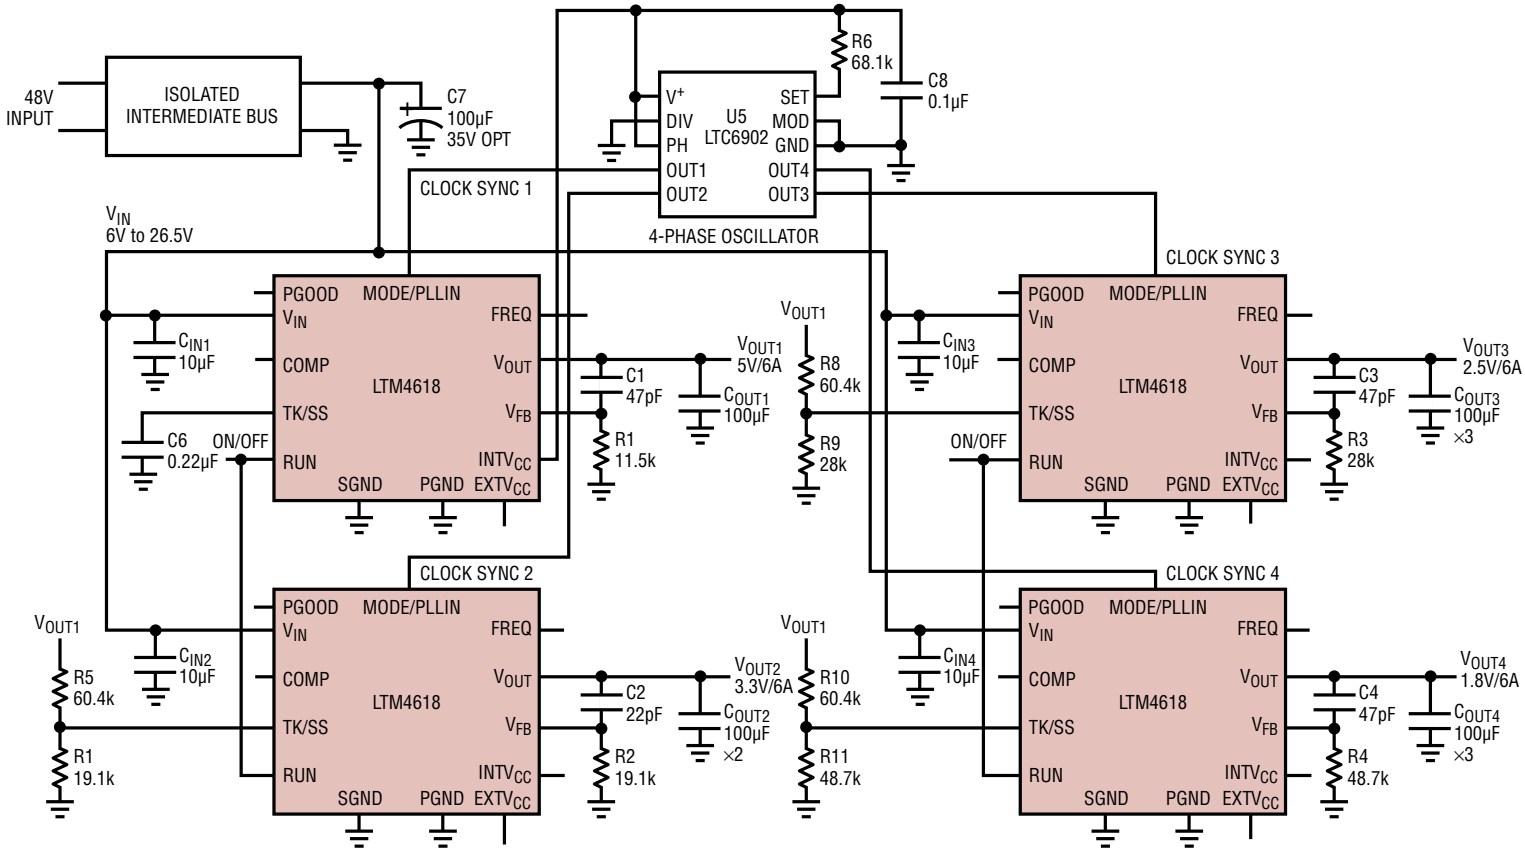 48V
INPUT
ISOLATED
INTERMEDIATE BUS
C7
100µF
35V OPT
R6
68.1k
C8
0.1µF
V+
DIV
PH
OUT1
OUT2
U5
LTC6902
SET
MOD
GND
OUT4
OUT3
CLOCK SYNC 1
4-PHASE OSCILLATOR
CLOCK SYNC 3
VIN
6V to 26.5V
PGOOD
MODE/PLLIN
VIN
FREQ
COMP
VOUT
LTM4618
TK/SS
VFB
RUN
INTVCC
SGND
PGND
EXTVCC
CIN1
10µF
C6
0.22µF
ON/OFF
C1
47pF
R1
11.5k
VOUT1
5V/6A
COUT1
100µF
VOUT1
R8
60.4k
R9
28k
PGOOD
MODE/PLLIN
VIN
FREQ
COMP
VOUT
LTM4618
TK/SS
VFB
RUN
INTVCC
SGND
PGND
EXTVCC
CIN3
10µF
ON/OFF
C3
47pF
R3
28k
VOUT3
2.5V/6A
COUT3
100µF
×3
CLOCK SYNC 2
VOUT1
R5
60.4k
R1
19.1k
CIN2
10µF
PGOOD
MODE/PLLIN
VIN
FREQ
COMP
VOUT
LTM4618
TK/SS
VFB
RUN
INTVCC
SGND
PGND
EXTVCC
C2
22pF
R2
19.1k
VOUT2
3.3V/6A
COUT2
100µF
×2
CLOCK SYNC 4
VOUT1
R10
60.4k
R11
48.7k
CIN4
10µF
PGOOD
MODE/PLLIN
VIN
FREQ
COMP
VOUT
LTM4618
TK/SS
VFB
RUN
INTVCC
SGND
PGND
EXTVCC
C4
47pF
R4
48.7k
VOUT4
1.8V/6A
COUT4
100µF
×3